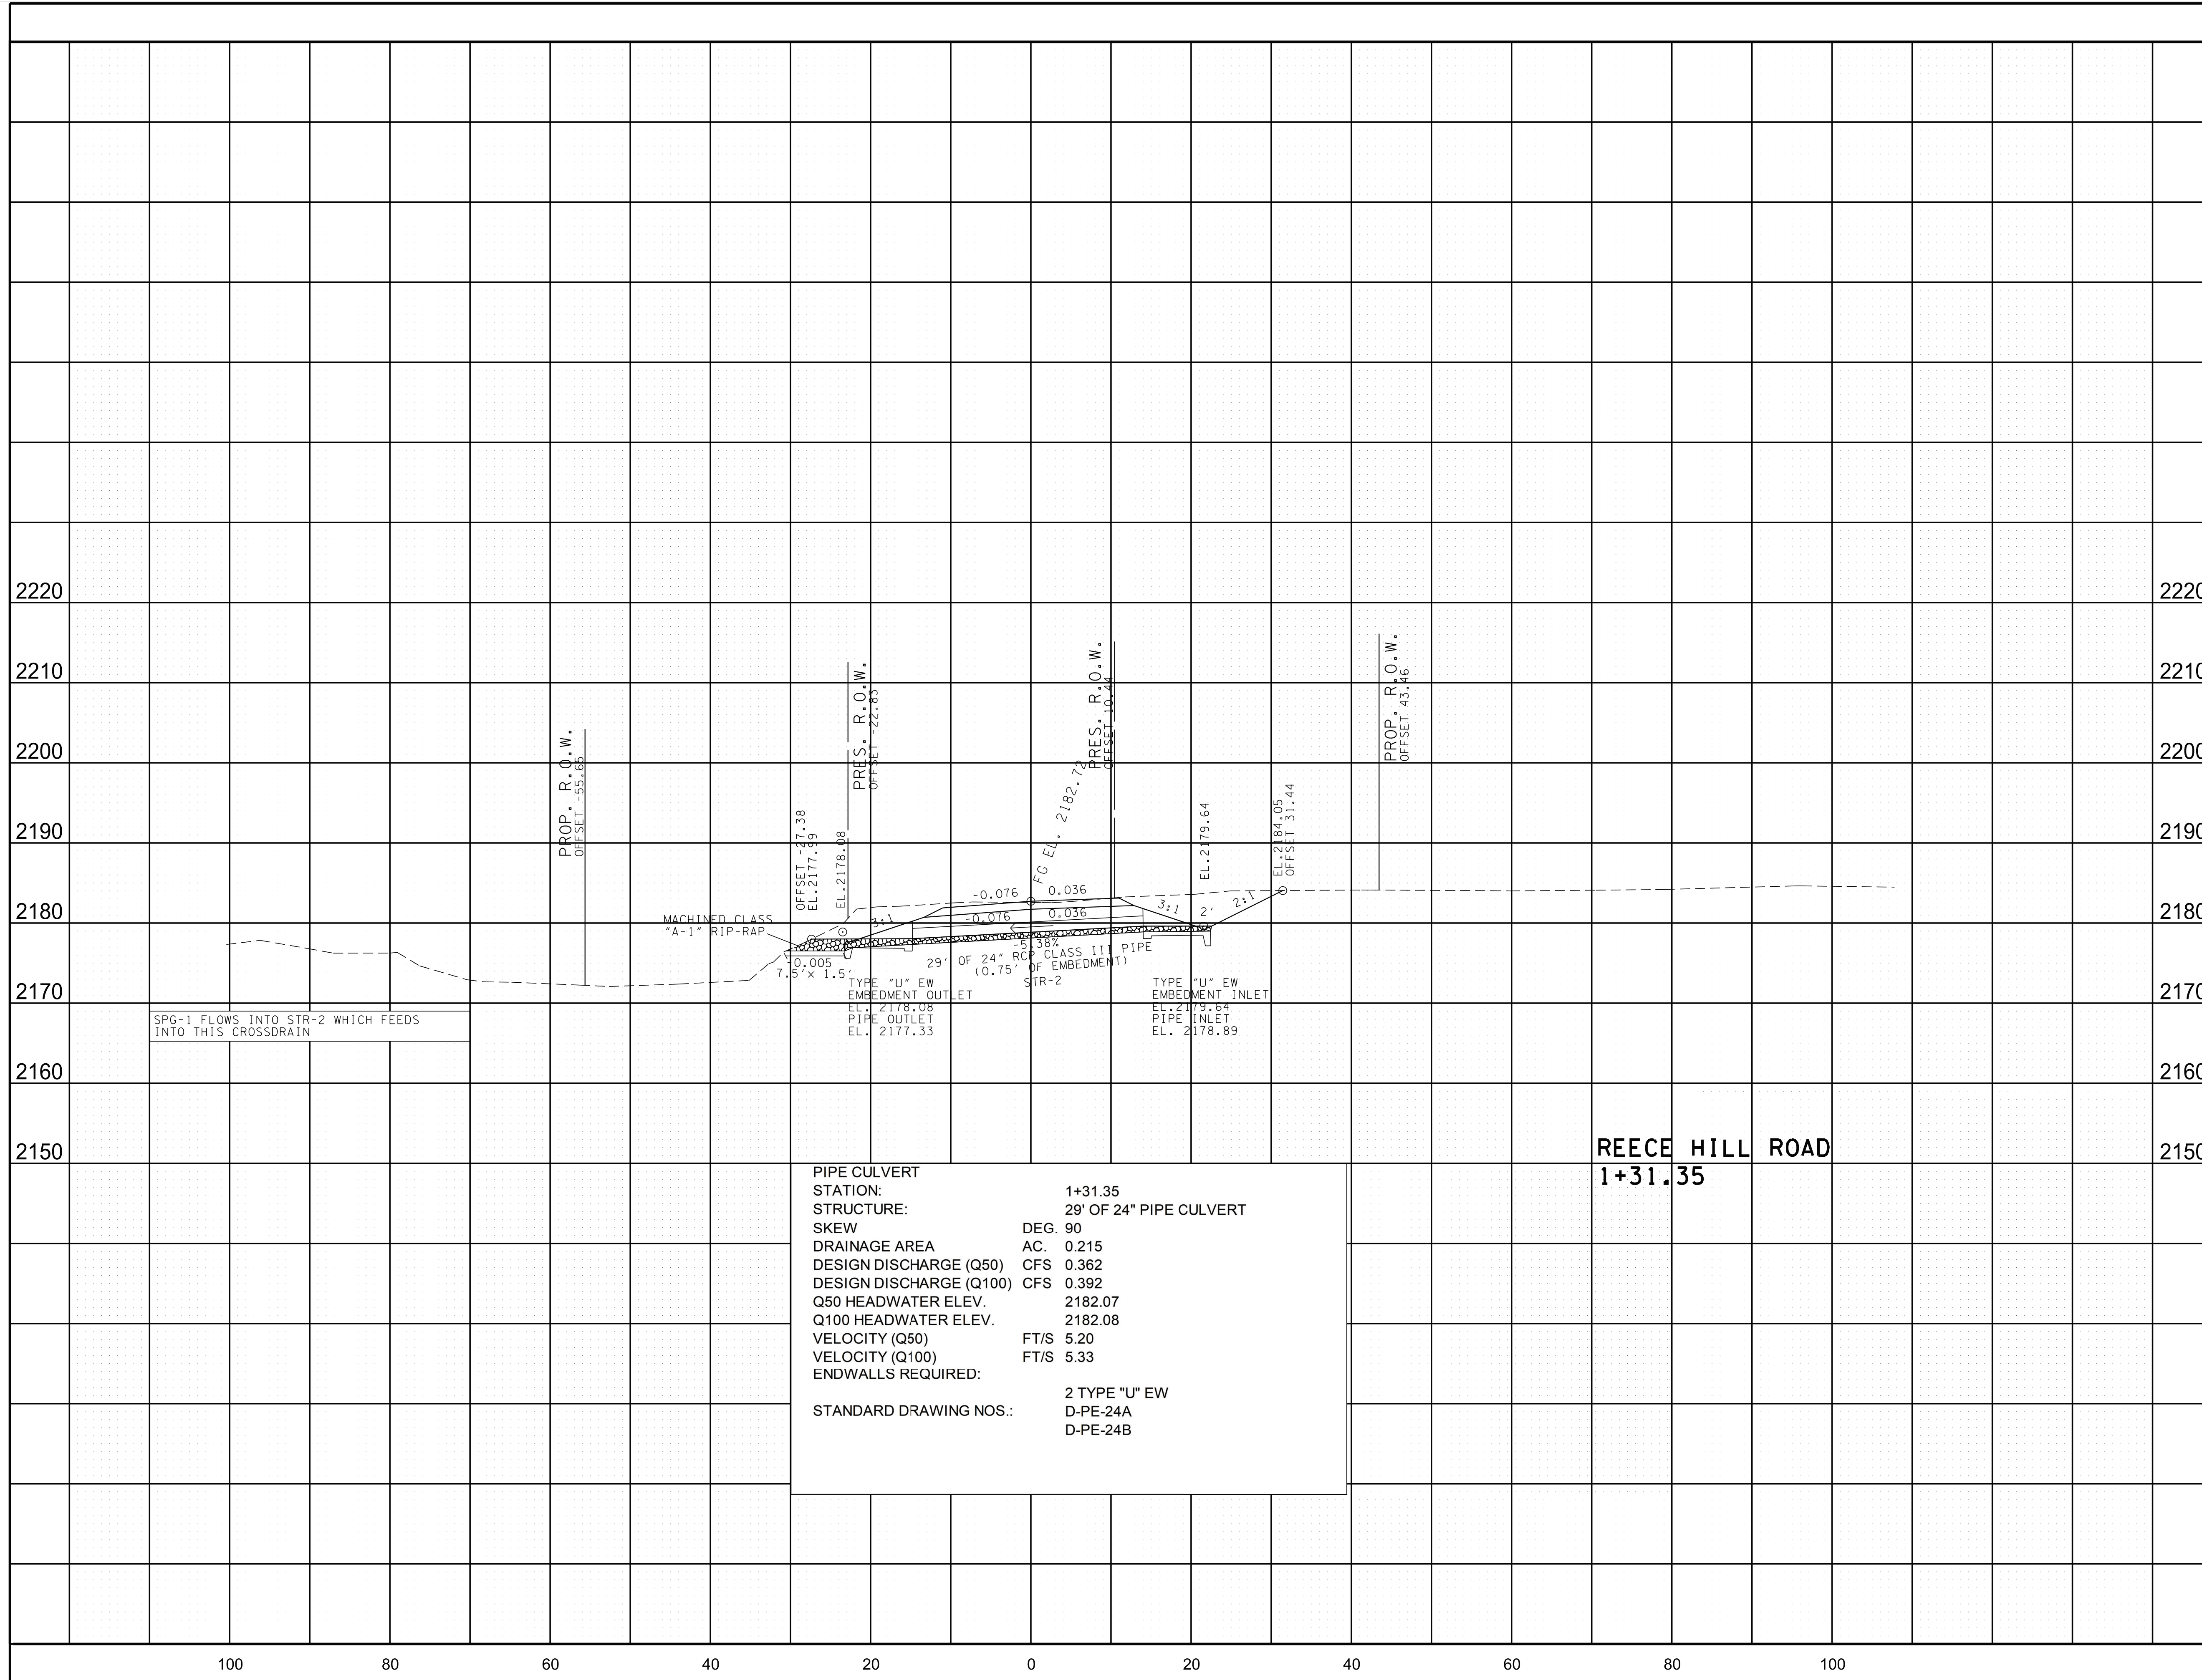 2220
2220
PROP. R.O.W.
OFFSET 43.46
PRES. R.O.W.
OFFSET 10.44
PRES. R.O.W.
OFFSET -22.83
2210
2210
PROP. R.O.W.
OFFSET -55.65
2200
2200
FG EL. 2182.72
OFFSET -27.38
EL.2177.99
EL.2178.08
EL.2179.64
EL.2184.05
OFFSET 31.44
2190
2190
-0.076
0.036
2180
2180
3:1
-0.076
0.036
3:1
2'
2:1
MACHINED CLASS
"A-1" RIP-RAP
-5.38%
29' OF 24" RCP CLASS III PIPE
(0.75' OF EMBEDMENT)
STR-2
-0.005
7.5'x 1.5'
TYPE "U" EW
EMBEDMENT OUTLET
EL. 2178.08
PIPE OUTLET
EL. 2177.33
TYPE "U" EW
EMBEDMENT INLET
EL.2179.64
PIPE INLET
EL. 2178.89
2170
2170
SPG-1 FLOWS INTO STR-2 WHICH FEEDS
INTO THIS CROSSDRAIN
2160
2160
2150
2150
REECE HILL ROAD
1+31.35
PIPE CULVERT
STATION: 1+31.35
STRUCTURE: 29' OF 24" PIPE CULVERT
SKEW DEG. 90
DRAINAGE AREA AC. 0.215
DESIGN DISCHARGE (Q50) CFS 0.362
DESIGN DISCHARGE (Q100) CFS 0.392
Q50 HEADWATER ELEV. 2182.07
Q100 HEADWATER ELEV. 2182.08
VELOCITY (Q50) FT/S 5.20
VELOCITY (Q100) FT/S 5.33
ENDWALLS REQUIRED:
2 TYPE "U" EW
STANDARD DRAWING NOS.: D-PE-24A
D-PE-24B
100 80 60 40 20 0 20 40 60 80 100